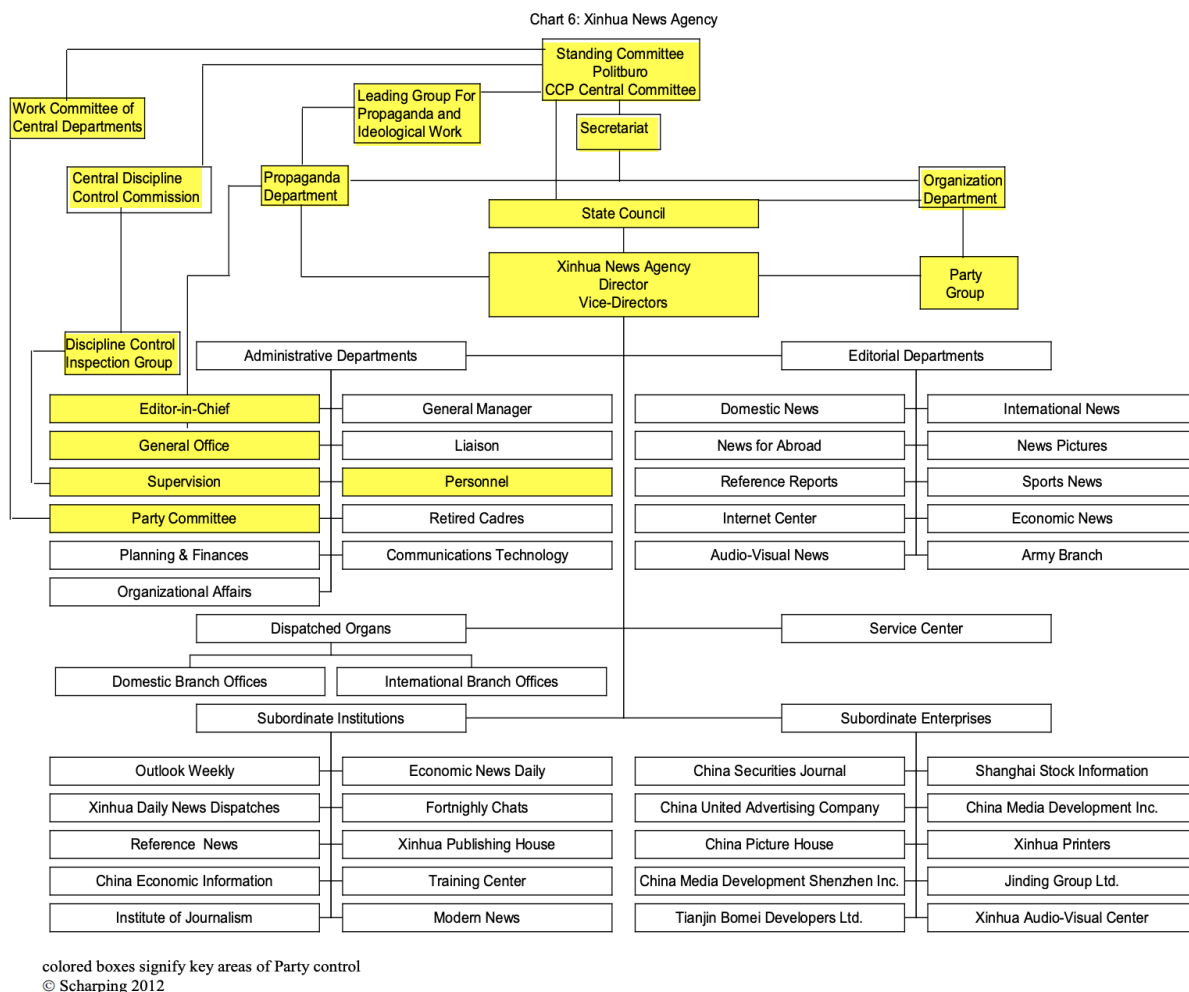 Chart 6: Xinhua News Agency
Standing Committee
Politburo
CCP Central Committee
Leading Group For
Propaganda and
Ideological Work
Work Committee of
Central Departments
Secretariat
Central Discipline
Control Commission
Propaganda
Department
Organization
Department
State Council
Xinhua News Agency
Director
Vice-Directors
Party
Group
Discipline Control
Inspection Group
Administrative Departments
Editorial Departments
Editor-in-Chief
General Manager
Domestic News
International News
General Office
Liaison
News for Abroad
News Pictures
Supervision
Personnel
Reference Reports
Sports News
Party Committee
Retired Cadres
Internet Center
Economic News
Planning & Finances
Communications Technology
Audio-Visual News
Army Branch
Organizational Affairs
Dispatched Organs
Service Center
Domestic Branch Offices
International Branch Offices
Subordinate Institutions
Subordinate Enterprises
Outlook Weekly
Economic News Daily
China Securities Journal
Shanghai Stock Information
Xinhua Daily News Dispatches
Fortnighly Chats
China United Advertising Company
China Media Development Inc.
Reference News
Xinhua Publishing House
China Picture House
Xinhua Printers
China Economic Information
Training Center
China Media Development Shenzhen Inc.
Jinding Group Ltd.
Institute of Journalism
Modern News
Tianjin Bomei Developers Ltd.
Xinhua Audio-Visual Center
colored boxes signify key areas of Party control
© Scharping 2012